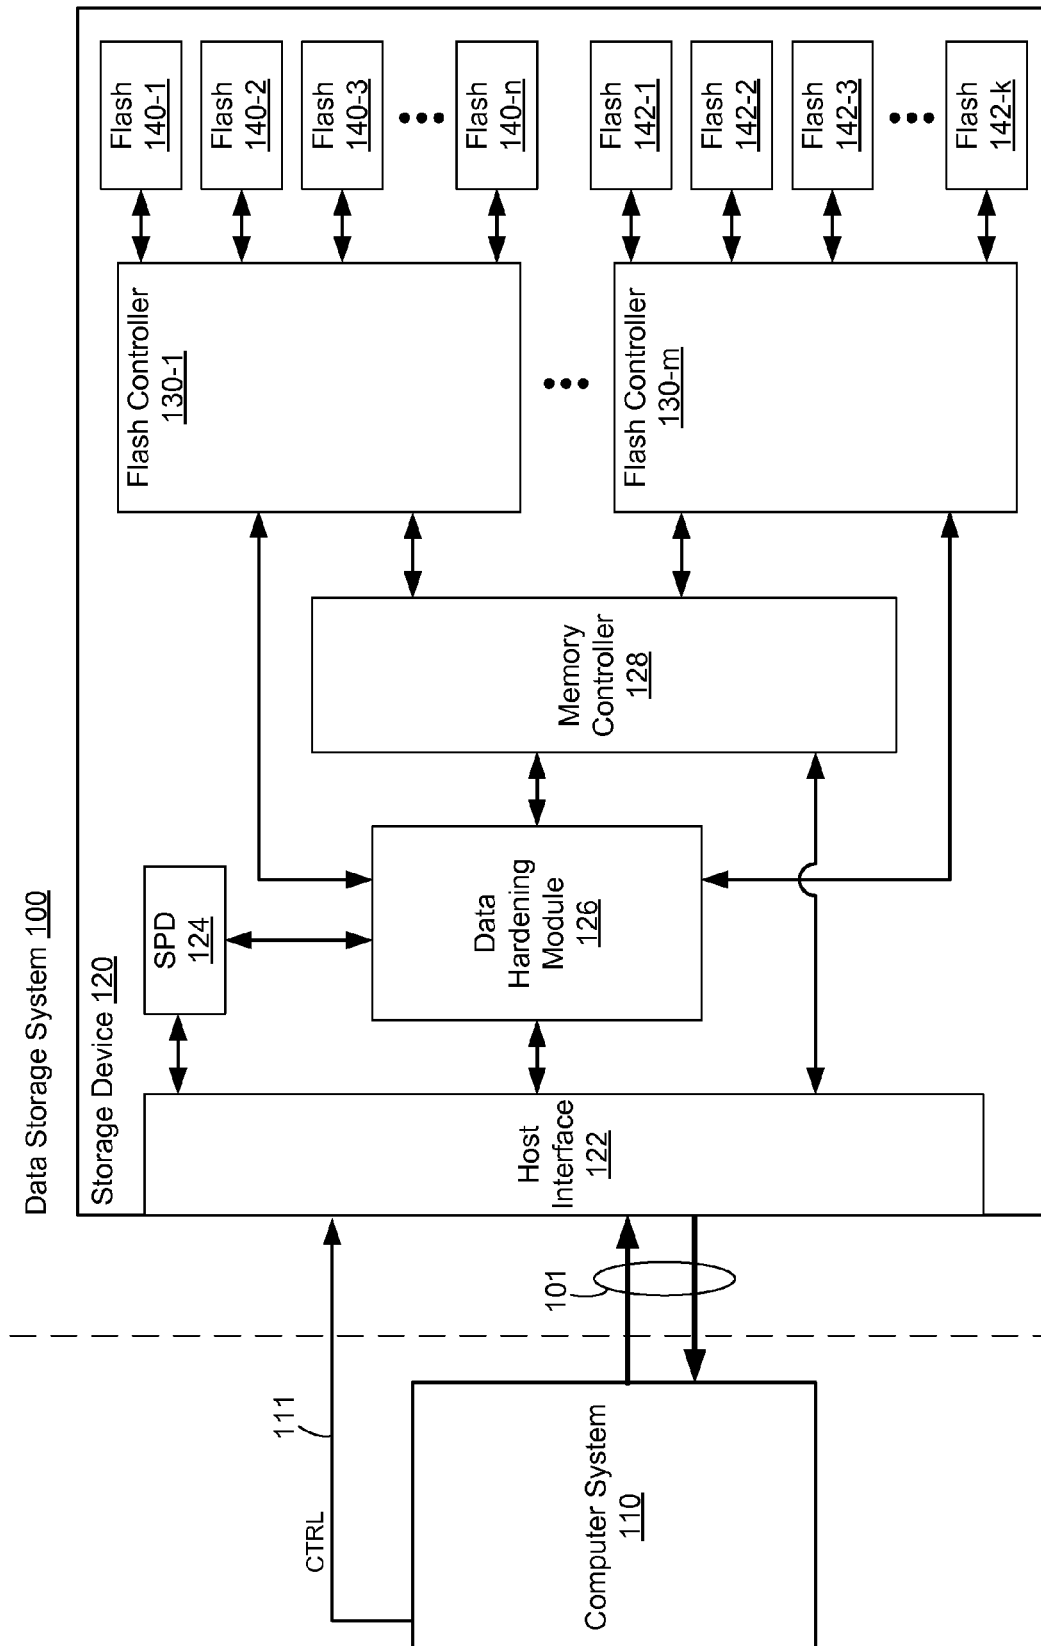 Data Storage System 100
Storage Device 120
Computer System
110
CTRL
111
101
Host
Interface
122
SPD
124
Data
Hardening
Module
126
Memory
Controller
128
Flash Controller
130-1
Flash Controller
130-m
Flash
140-1
Flash
140-2
Flash
140-3
Flash
140-n
Flash
142-1
Flash
142-2
Flash
142-3
Flash
142-k